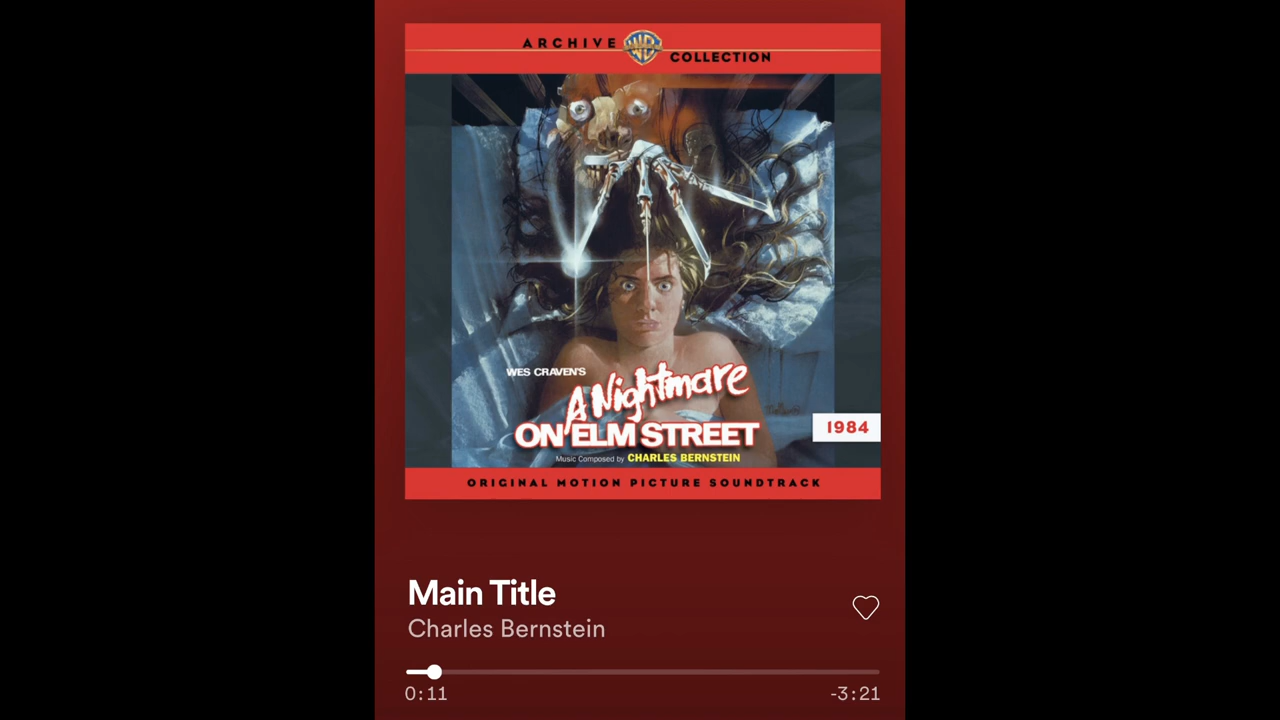 ARCHIVE WB COLLECTION
WES CRAVEN'S
A Nightmare
ON ELM STREET
1984
Music Composed by CHARLES BERNSTEIN
ORIGINAL MOTION PICTURE SOUNDTRACK
Main Title
Charles Bernstein
0:11 -3:21